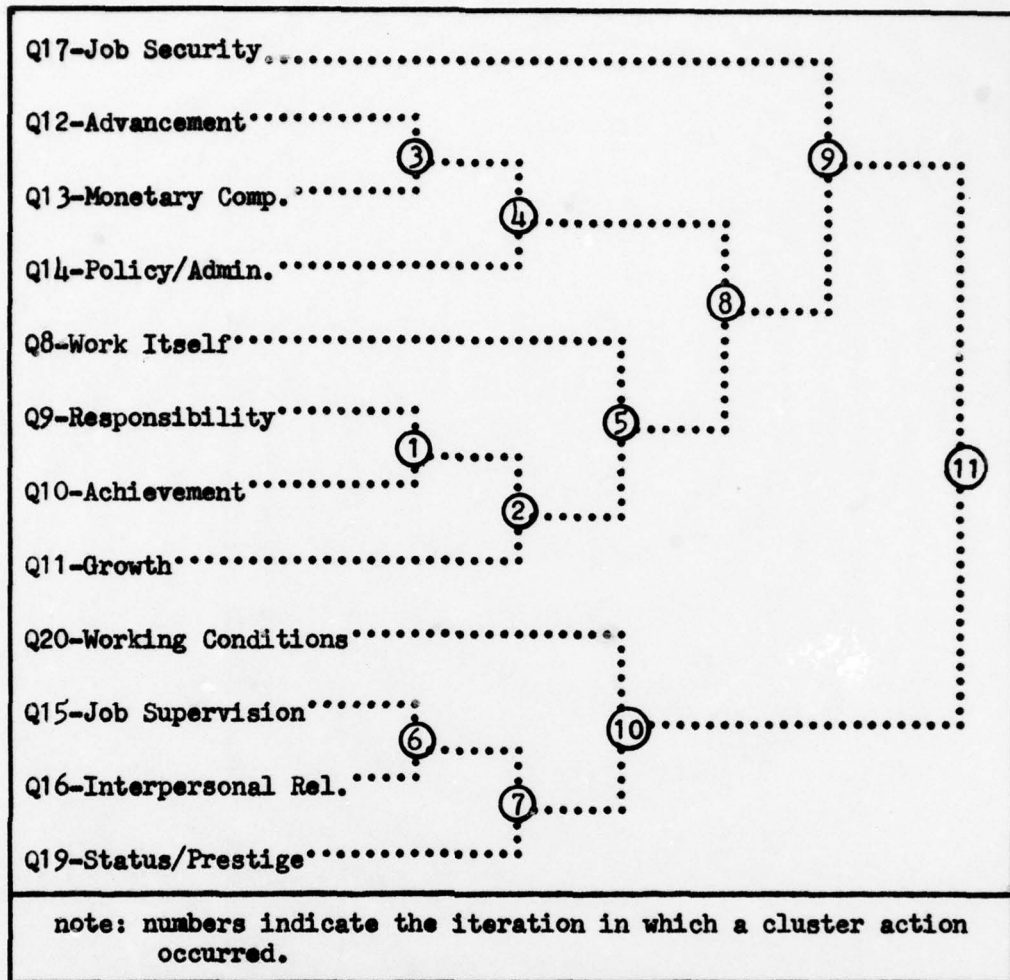 Q17-Job Security
Q12-Advancement
3
9
Q13-Monetary Comp.
4
Q14-Policy/Admin.
8
Q8-Work Itself
Q9-Responsibility
5
1
11
Q10-Achievement
2
Q11-Growth
Q20-Working Conditions
Q15-Job Supervision
10
6
Q16-Interpersonal Rel.
7
Q19-Status/Prestige
note: numbers indicate the iteration in which a cluster action
occurred.